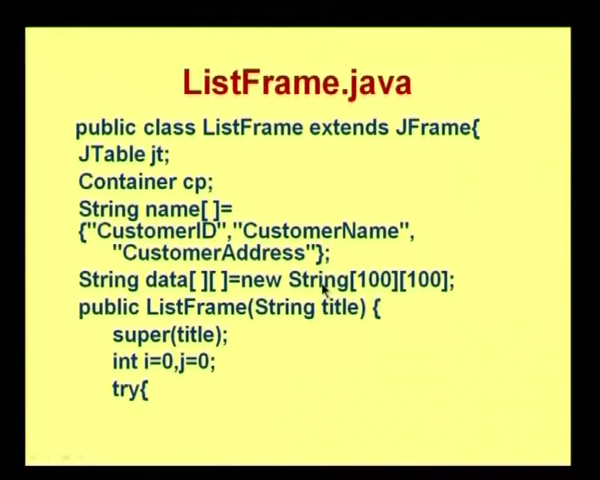 ListFrame.java
public class ListFrame extends JFrame{
JTable jt;
Container cp;
String name[ ]=
{"CustomerID","CustomerName",
"CustomerAddress"};
String data[ ][ ]=new String[100][100];
public ListFrame(String title) {
super(title);
int i=0,j=0;
try{